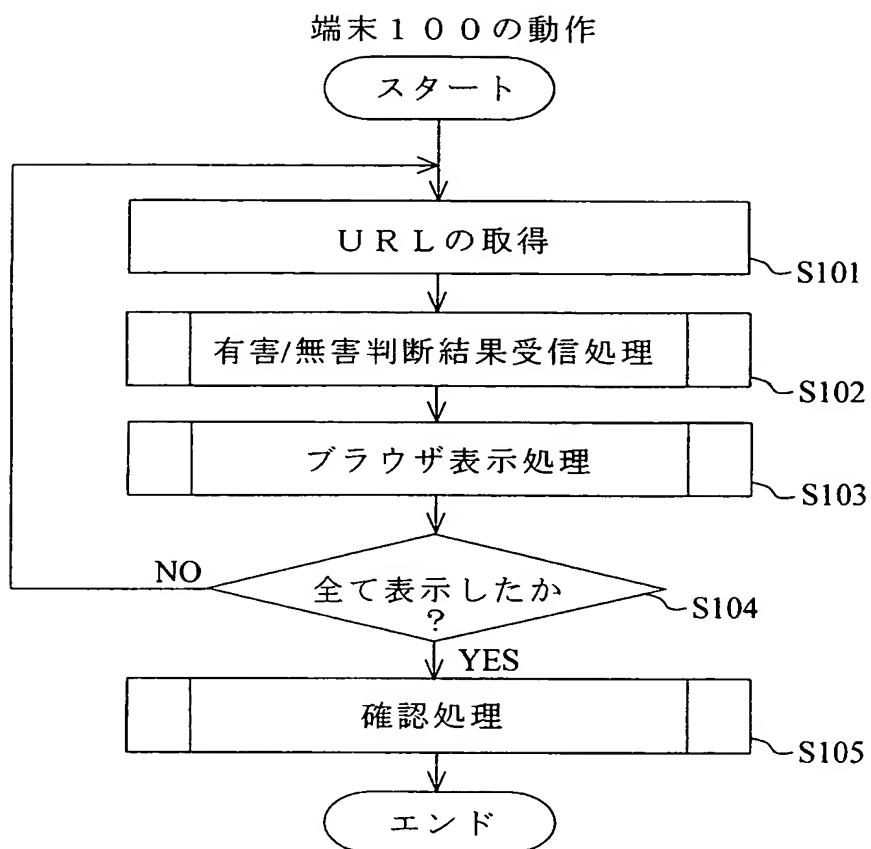 端末１００の動作
スタート
ＵＲＬの取得
S101
有害/無害判断結果受信処理
S102
ブラウザ表示処理
S103
NO
全て表示したか
?
S104
YES
確認処理
S105
エンド